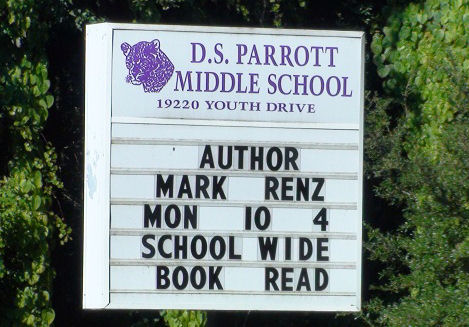 D.S. PARROTT
MIDDLE SCHOOL
19220 YOUTH DRIVE
AUTHOR
MARK RENZ
MON 10 4
SCHOOL WIDE
BOOK READ